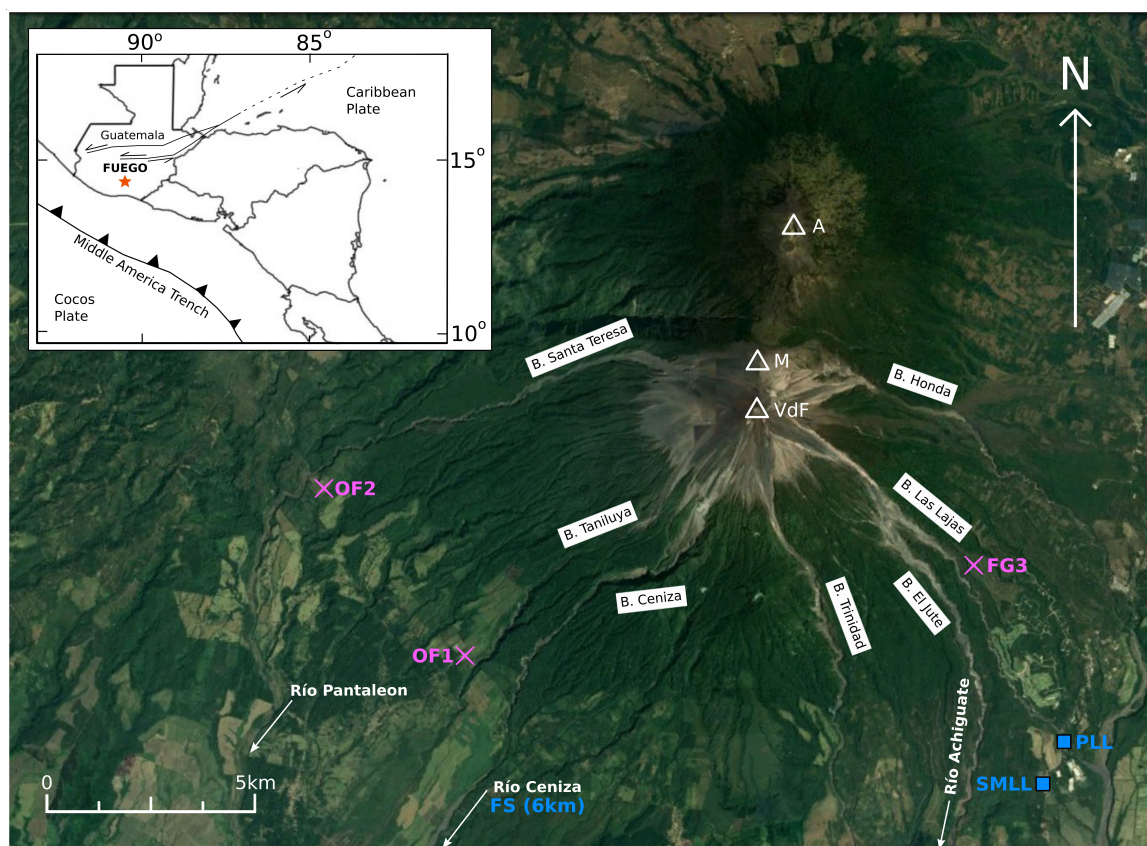 90°
85°
N
Caribbean
Plate
Guatemala
15°
FUEGO
A
Middle America Trench
Cocos
Plate
10°
B. Santa Teresa
M
B. Honda
VdF
OF2
B. Las Lajas
B. Taniluya
FG3
B. Ceniza
B. Trinidad
B. El Jute
OF1
Río Pantaleon
Río Achiguate
PLL
0
5km
Río Ceniza
SMLL
FS (6km)